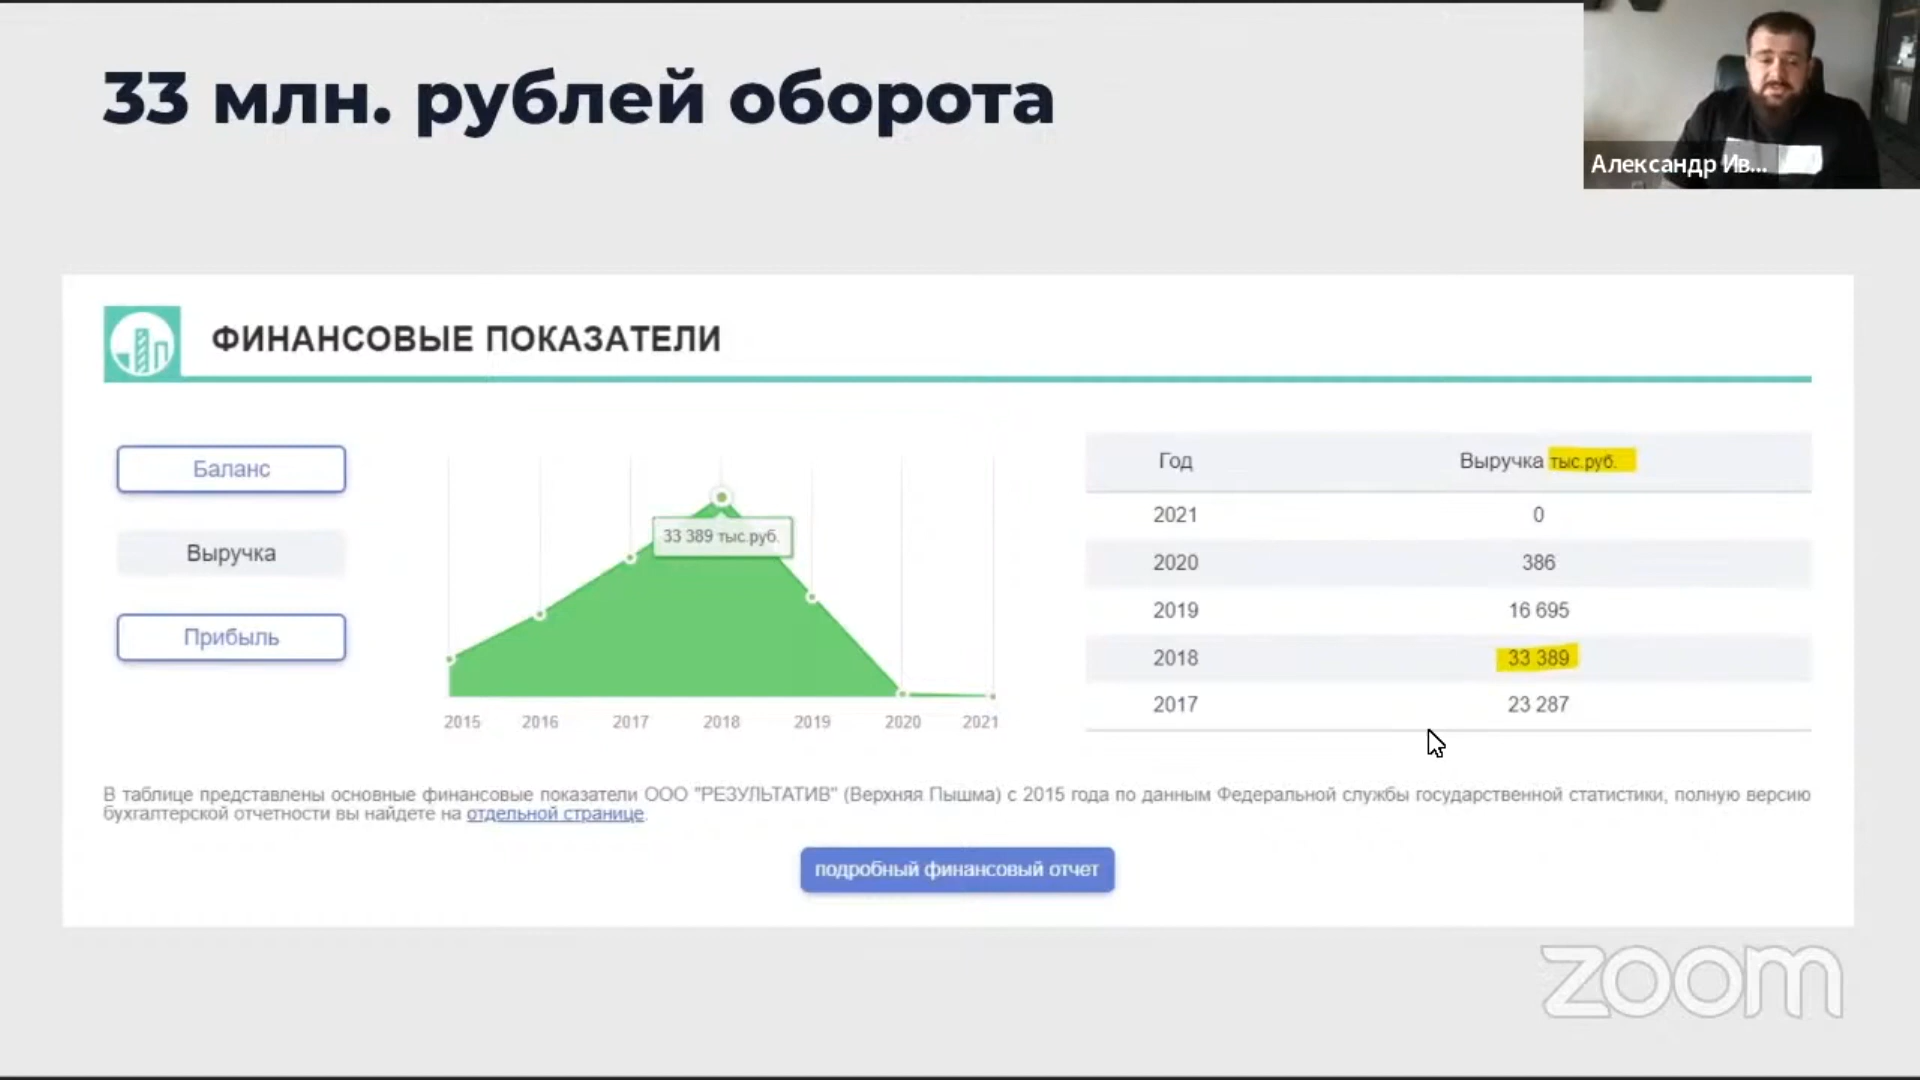 33 млн. рублей оборота
Александр Ив...
ФИНАНСОВЫЕ ПОКАЗАТЕЛИ
Баланс
Выручка
Прибыль
33 389 тыс.руб.
2015 2016 2017 2018 2019 2020 2021
Год Выручка тыс.руб.
2021 0
2020 386
2019 16 695
2018 33 389
2017 23 287
В таблице представлены основные финансовые показатели ООО "РЕЗУЛЬТАТИВ" (Верхняя Пышма) с 2015 года по данным Федеральной службы государственной статистики, полную версию
бухгалтерской отчетности вы найдете на отдельной странице.
подробный финансовый отчет
zoom